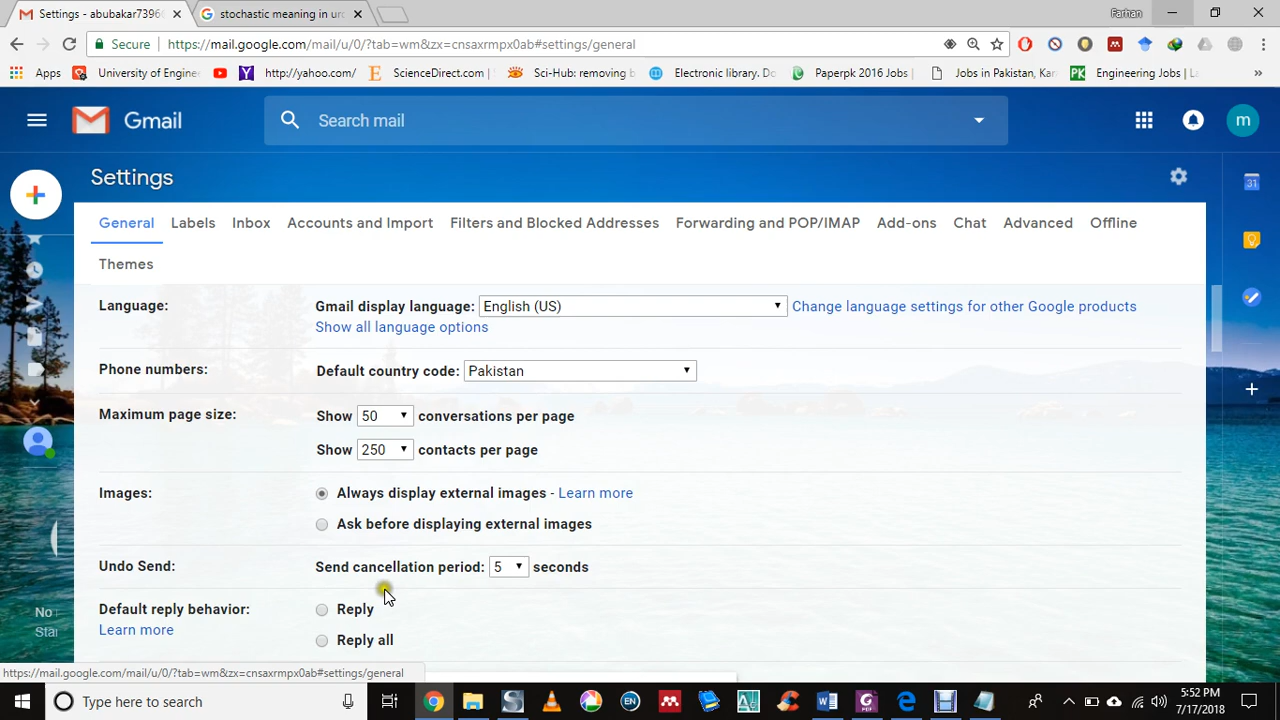 Settings - abubakar7396
stochastic meaning in urd
Farhan
Secure
https://mail.google.com/mail/u/0/?tab=wm&zx=cnsaxrmpx0ab#settings/general
Apps
University of Engine
http://yahoo.com/
ScienceDirect.com |
Sci-Hub: removing b
Electronic library. Do
Paperpk 2016 Jobs |
Jobs in Pakistan, Kar
Engineering Jobs | La
»
Gmail
Search mail
m
Settings
31
General
Labels
Inbox
Accounts and Import
Filters and Blocked Addresses
Forwarding and POP/IMAP
Add-ons
Chat
Advanced
Offline
Themes
Language:
Gmail display language: English (US) Change language settings for other Google products
Show all language options
Phone numbers:
Default country code: Pakistan
Maximum page size:
Show 50 conversations per page
Show 250 contacts per page
Images:
Always display external images - Learn more
Ask before displaying external images
Undo Send:
Send cancellation period: 5 seconds
Default reply behavior:
Learn more
Reply
Reply all
No
Star
https://mail.google.com/mail/u/0/?tab=wm&zx=cnsaxrmpx0ab#settings/general
Type here to search
5:52 PM
7/17/2018